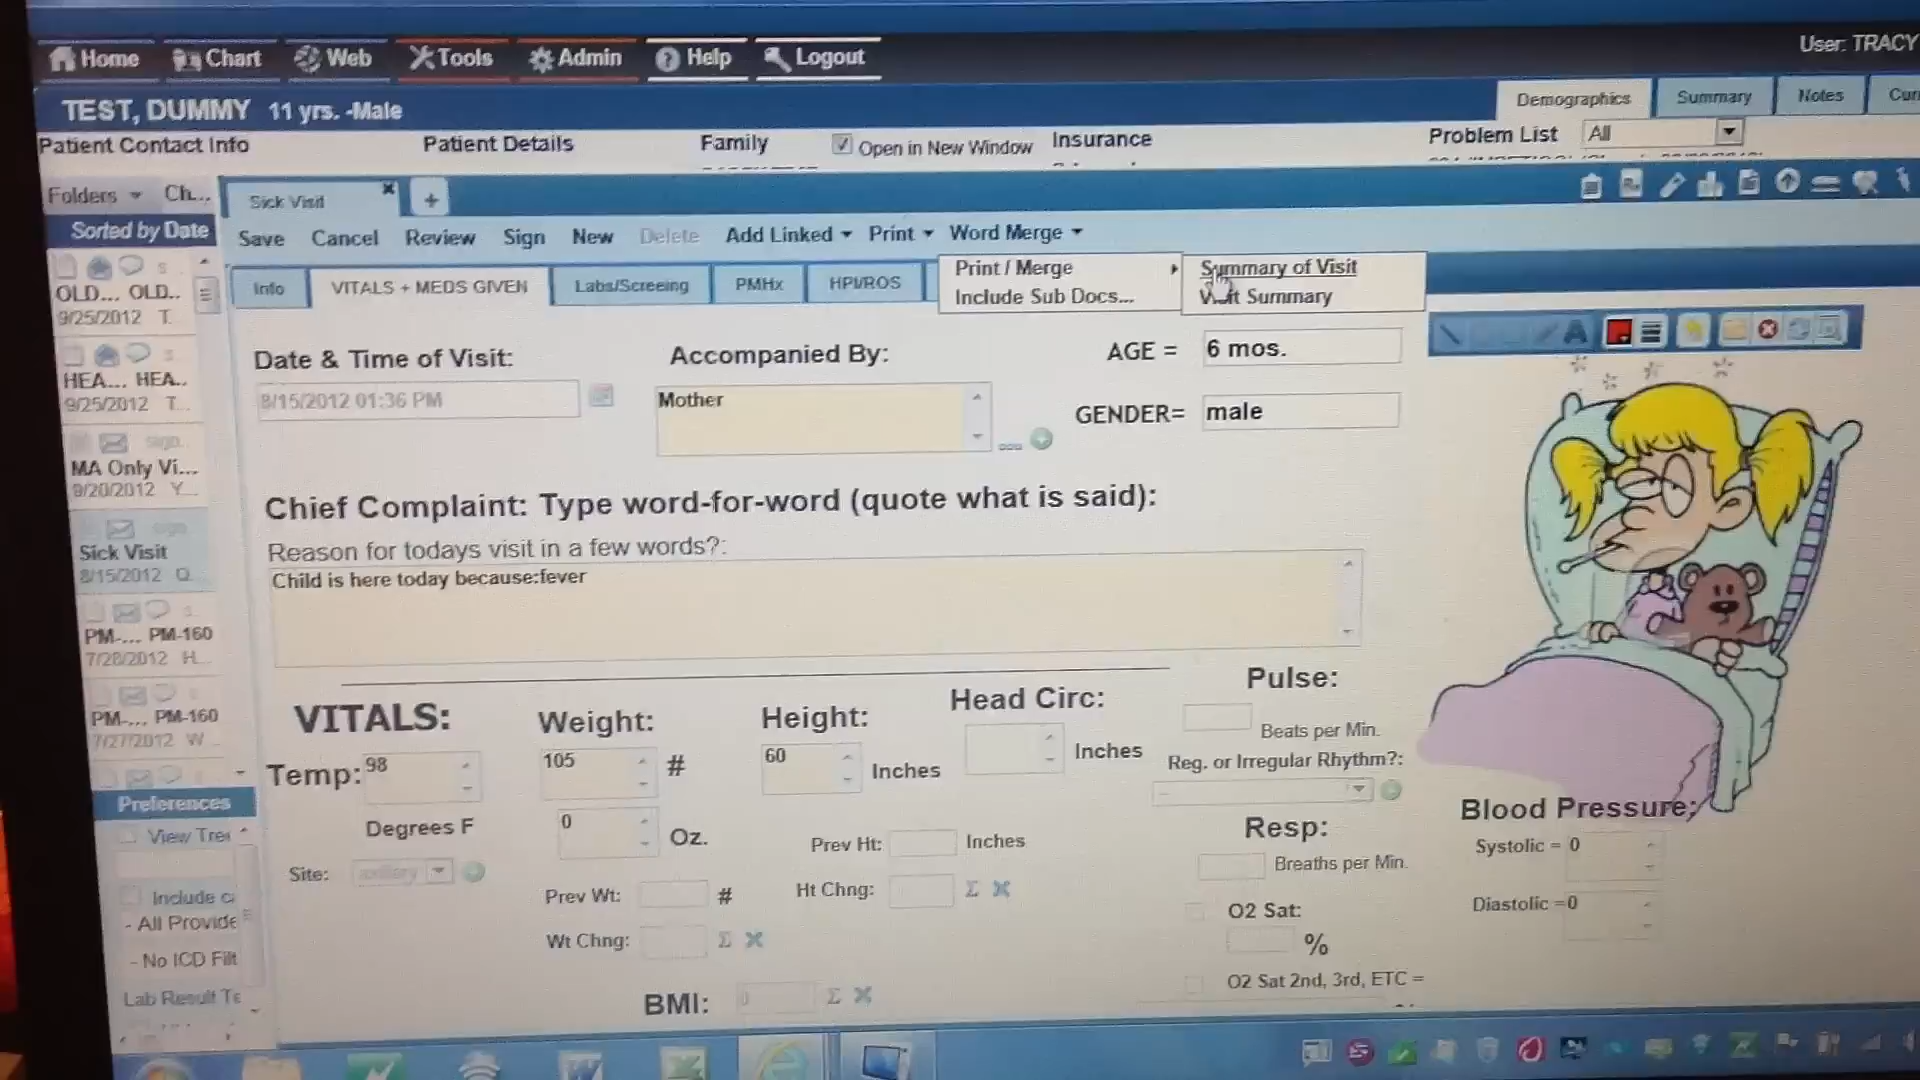 Home Chart Web Tools Admin Help Logout
User: TRACY
TEST, DUMMY 11 yrs. -Male
Demographics Summary Notes
Patient Contact Info Patient Details Family Open in New Window Insurance Problem List All
Folders Ch...
Sick Visit
Sorted by Date
Save Cancel Review Sign New Delete Add Linked Print Word Merge
Print / Merge
Include Sub Docs...
Summary of Visit
Visit Summary
Info VITALS + MEDS GIVEN Labs/Screeing PMHx HPI/ROS
OLD... OLD..
9/25/2012 T.
HEA... HEA..
9/25/2012 T...
sign
MA Only Vi...
9/20/2012 Y...
sign
Sick Visit
8/15/2012 Q
PM-... PM-160
7/28/2012 H...
PM-... PM-160
7/27/2012 W
Date & Time of Visit:
8/15/2012 01:36 PM
Accompanied By:
Mother
AGE = 6 mos.
GENDER= male
Chief Complaint: Type word-for-word (quote what is said):
Reason for todays visit in a few words?:
Child is here today because:fever
VITALS:
Temp: 98
Degrees F
Site: axillary
Weight:
105 #
0 Oz.
Prev Wt: #
Wt Chng: Σ
BMI: Σ
Height:
60 Inches
Prev Ht: Inches
Ht Chng: Σ
Head Circ:
Inches
Pulse:
Beats per Min.
Reg. or Irregular Rhythm?:
Resp:
Breaths per Min.
O2 Sat:
%
O2 Sat 2nd, 3rd, ETC =
Blood Pressure;
Systolic = 0
Diastolic =0
Preferences
Include
- All Provide
- No ICD Filt
Lab Result